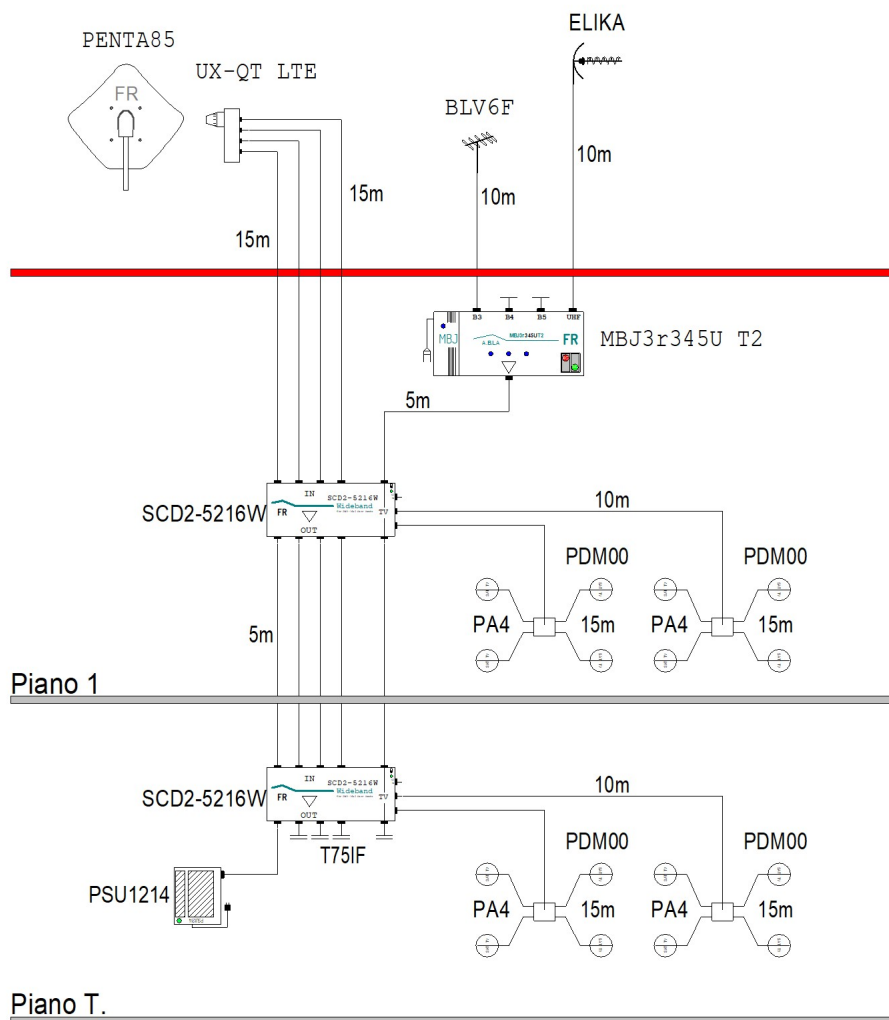 ELIKA
PENTA85
UX-QT LTE
FR
BLV6F
10m
10m
15m
15m
B3 B4 B5 UHF
MBJ
MBU3r345UT2
A.BI.LA
FR
MBJ3r345U T2
5m
IN
SCD2-5216W
Wideband
FR
TV
OUT
SCD2-5216W
10m
PDM00
PDM00
PA4
15m
PA4
15m
5m
Piano 1
IN
SCD2-5216W
Wideband
FR
TV
OUT
SCD2-5216W
10m
T75IF
PDM00
PDM00
PSU1214
PA4
15m
PA4
15m
Piano T.